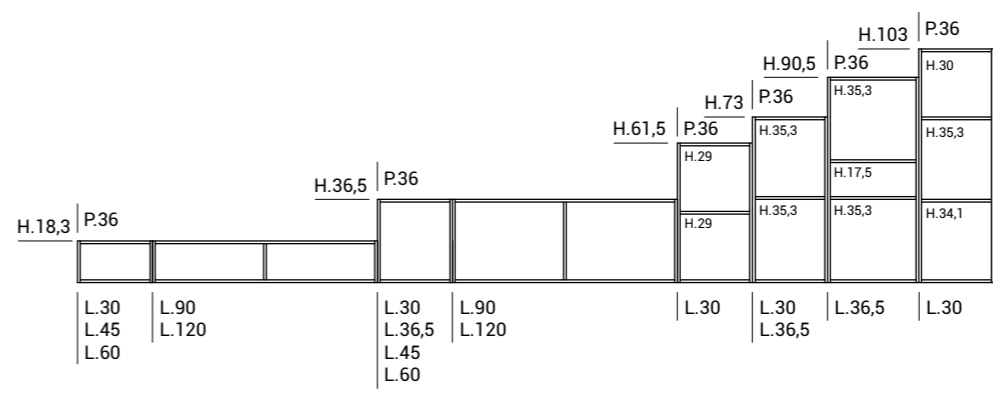 H.18,3
P.36
L.30
L.45
L.60
L.90
L.120
H.36,5
P.36
L.30
L.36,5
L.45
L.60
L.90
L.120
H.61,5
P.36
H.29
H.29
L.30
H.73
P.36
H.35,3
H.35,3
L.30
L.36,5
H.90,5
P.36
H.35,3
H.17,5
H.35,3
L.36,5
H.103
P.36
H.30
H.35,3
H.34,1
L.30